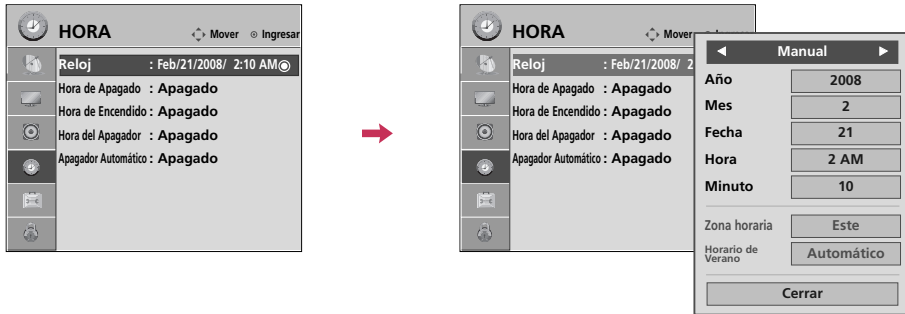 HORA Mover Ingresar
Reloj : Feb/21/2008/ 2:10 AM
Hora de Apagado : Apagado
Hora de Encendido : Apagado
Hora del Apagador : Apagado
Apagador Automático : Apagado
HORA Mover
Reloj : Feb/21/2008/ 2
Hora de Apagado : Apagado
Hora de Encendido : Apagado
Hora del Apagador : Apagado
Apagador Automático : Apagado
◀ Manual ▶
Año 2008
Mes 2
Fecha 21
Hora 2 AM
Minuto 10
Zona horaria Este
Horario de Verano Automático
Cerrar